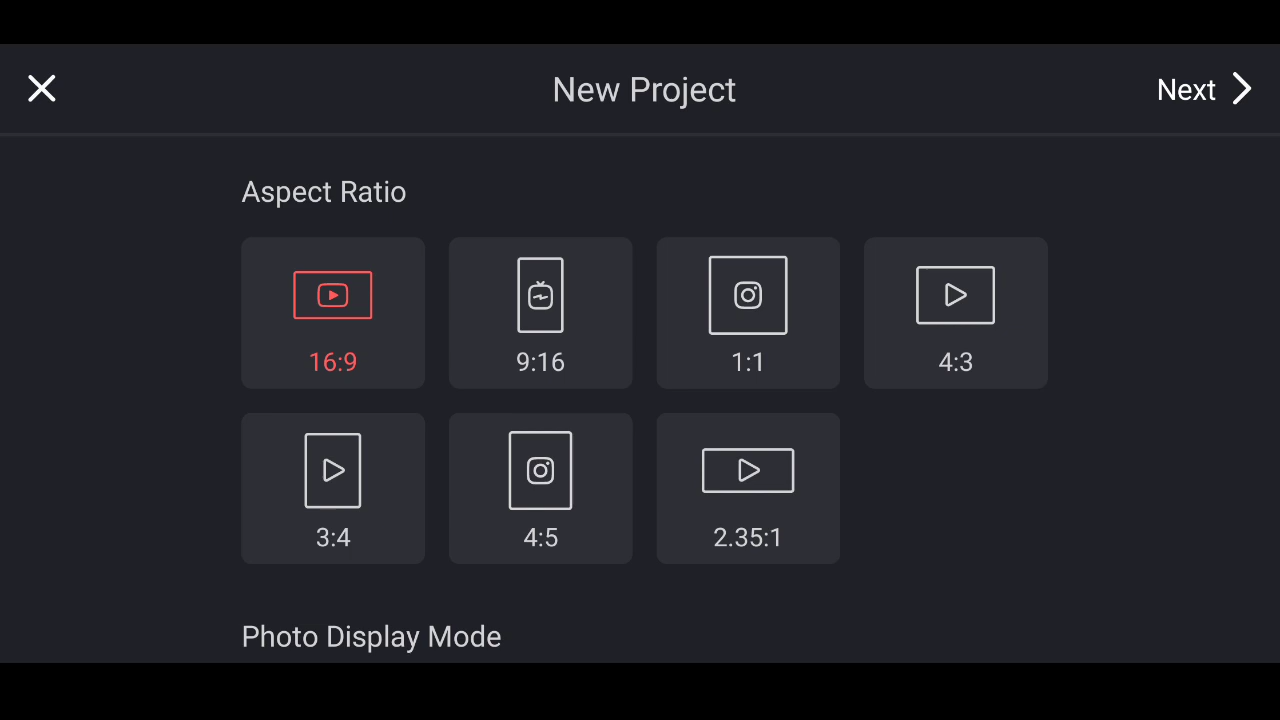 New Project
Next
Aspect Ratio
16:9
9:16
1:1
4:3
3:4
4:5
2.35:1
Photo Display Mode